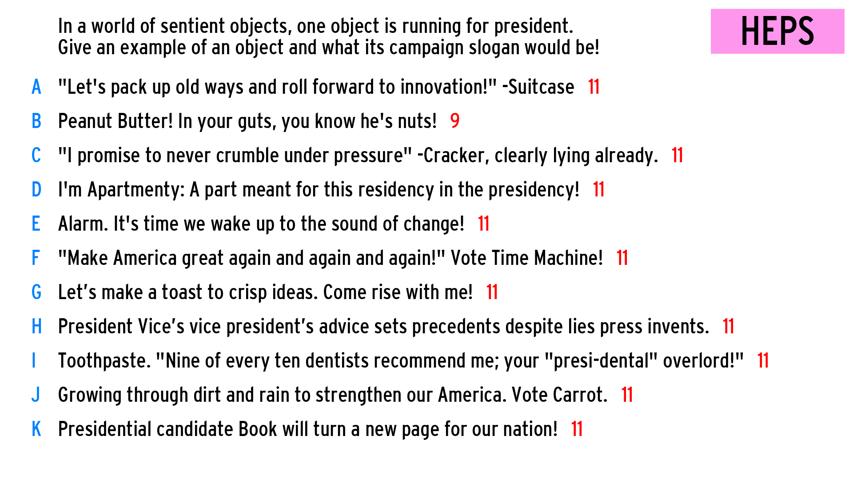 In a world of sentient objects, one object is running for president.
Give an example of an object and what its campaign slogan would be!
HEPS
A "Let's pack up old ways and roll forward to innovation!" -Suitcase 11
B Peanut Butter! In your guts, you know he's nuts! 9
C "I promise to never crumble under pressure" -Cracker, clearly lying already. 11
D I'm Apartmenty: A part meant for this residency in the presidency! 11
E Alarm. It's time we wake up to the sound of change! 11
F "Make America great again and again and again!" Vote Time Machine! 11
G Let’s make a toast to crisp ideas. Come rise with me! 11
H President Vice’s vice president’s advice sets precedents despite lies press invents. 11
I Toothpaste. "Nine of every ten dentists recommend me; your "presi-dental" overlord!" 11
J Growing through dirt and rain to strengthen our America. Vote Carrot. 11
K Presidential candidate Book will turn a new page for our nation! 11